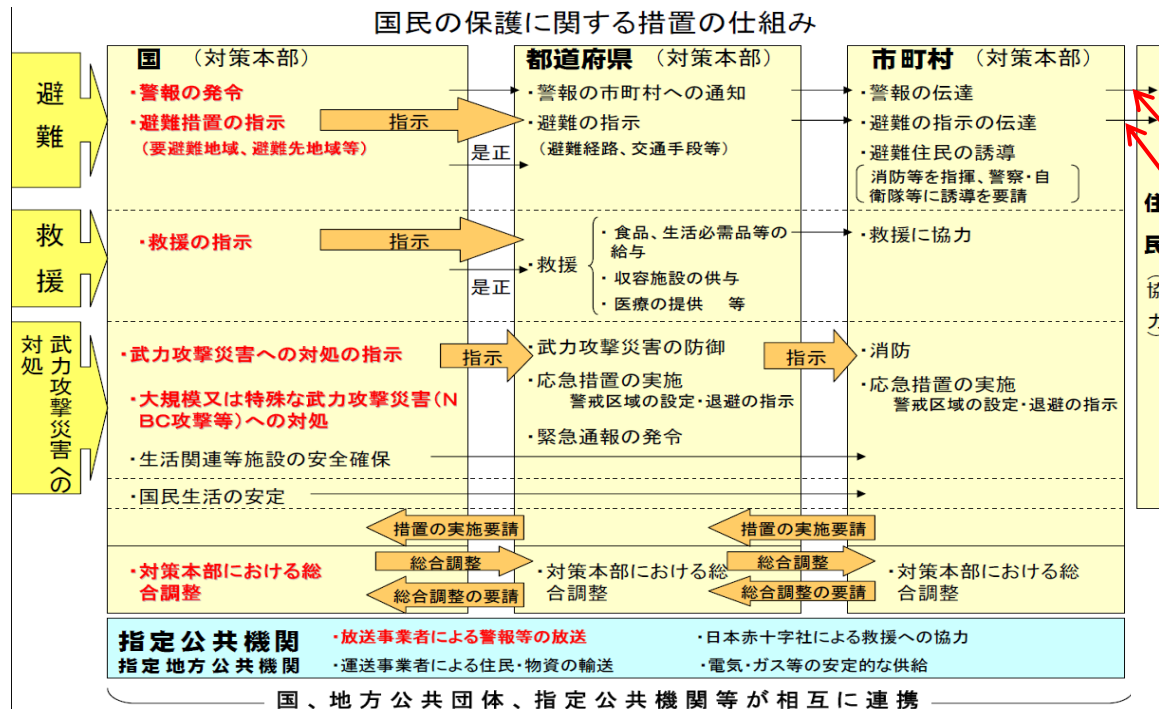 国民の保護に関する措置の仕組み
避難
国 (対策本部)
・警報の発令
・避難措置の指示
(要避難地域、避難先地域等)
指示
是正
都道府県 (対策本部)
・警報の市町村への通知
・避難の指示
(避難経路、交通手段等)
市町村 (対策本部)
・警報の伝達
・避難の指示の伝達
・避難住民の誘導
消防等を指揮、警察・自
衛隊等に誘導を要請
住民
(協力)
救援
・救援の指示
指示
是正
・救援
・食品、生活必需品等の
給与
・収容施設の供与
・医療の提供 等
・救援に協力
武力攻撃災害への
対処
・武力攻撃災害への対処の指示
・大規模又は特殊な武力攻撃災害(N
BC攻撃等)への対処
・生活関連等施設の安全確保
・国民生活の安定
指示
・武力攻撃災害の防御
・応急措置の実施
警戒区域の設定・退避の指示
・緊急通報の発令
指示
・消防
・応急措置の実施
警戒区域の設定・退避の指示
措置の実施要請
措置の実施要請
・対策本部における総
合調整
総合調整
総合調整の要請
・対策本部における総
合調整
総合調整
総合調整の要請
・対策本部における総
合調整
指定公共機関
指定地方公共機関
・放送事業者による警報等の放送
・日本赤十字社による救援への協力
・運送事業者による住民・物資の輸送
・電気・ガス等の安定的な供給
国、地方公共団体、指定公共機関等が相互に連携